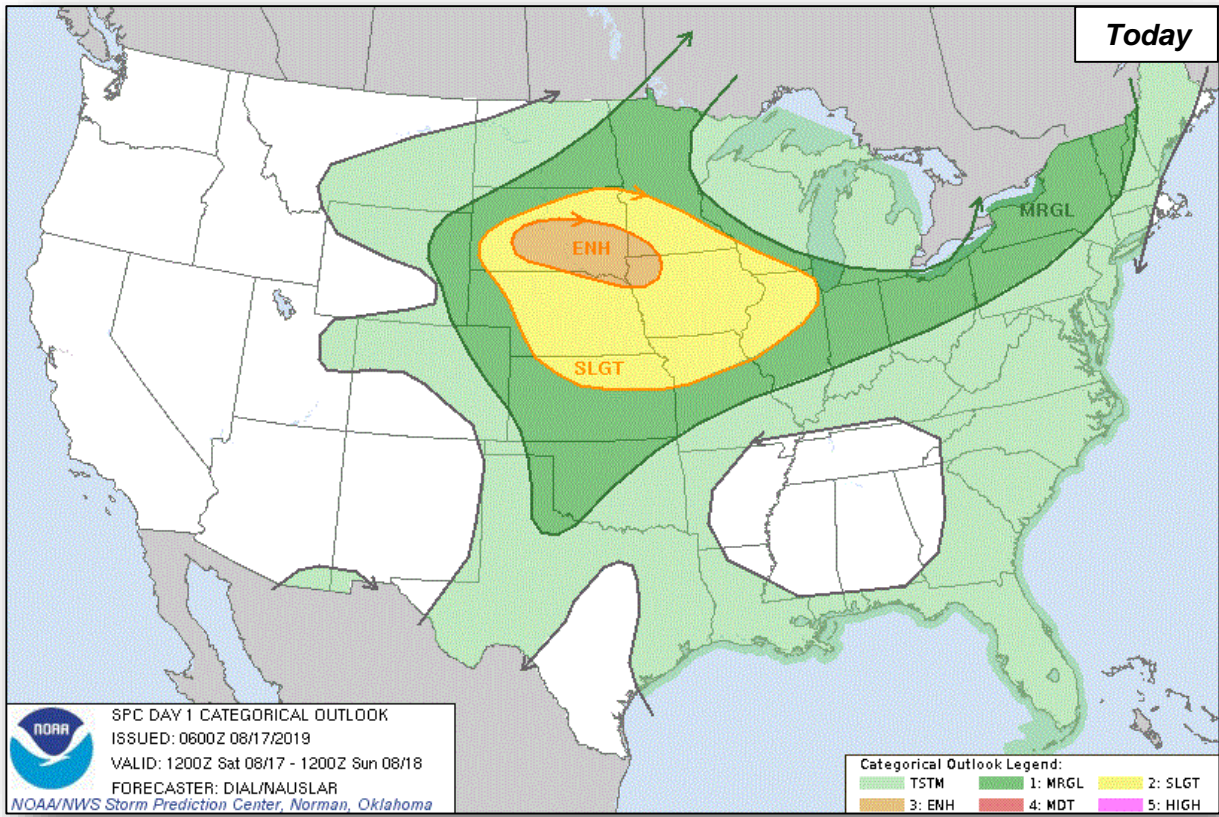 Today
MRGL
ENH
SLGT
NOAA
SPC DAY 1 CATEGORICAL OUTLOOK
ISSUED: 0600Z 08/17/2019
VALID: 1200Z Sat 08/17 - 1200Z Sun 08/18
FORECASTER: DIAL/NAUSLAR
NOAA/NWS Storm Prediction Center, Norman, Oklahoma
Categorical Outlook Legend:
TSTM 1: MRGL 2: SLGT
3: ENH 4: MDT 5: HIGH